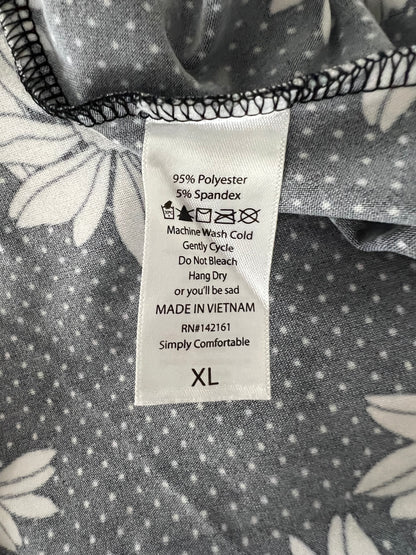 95% Polyester
5% Spandex
Machine Wash Cold
Gently Cycle
Do Not Bleach
Hang Dry
or you'll be sad
MADE IN VIETNAM
RN#142161
Simply Comfortable
XL